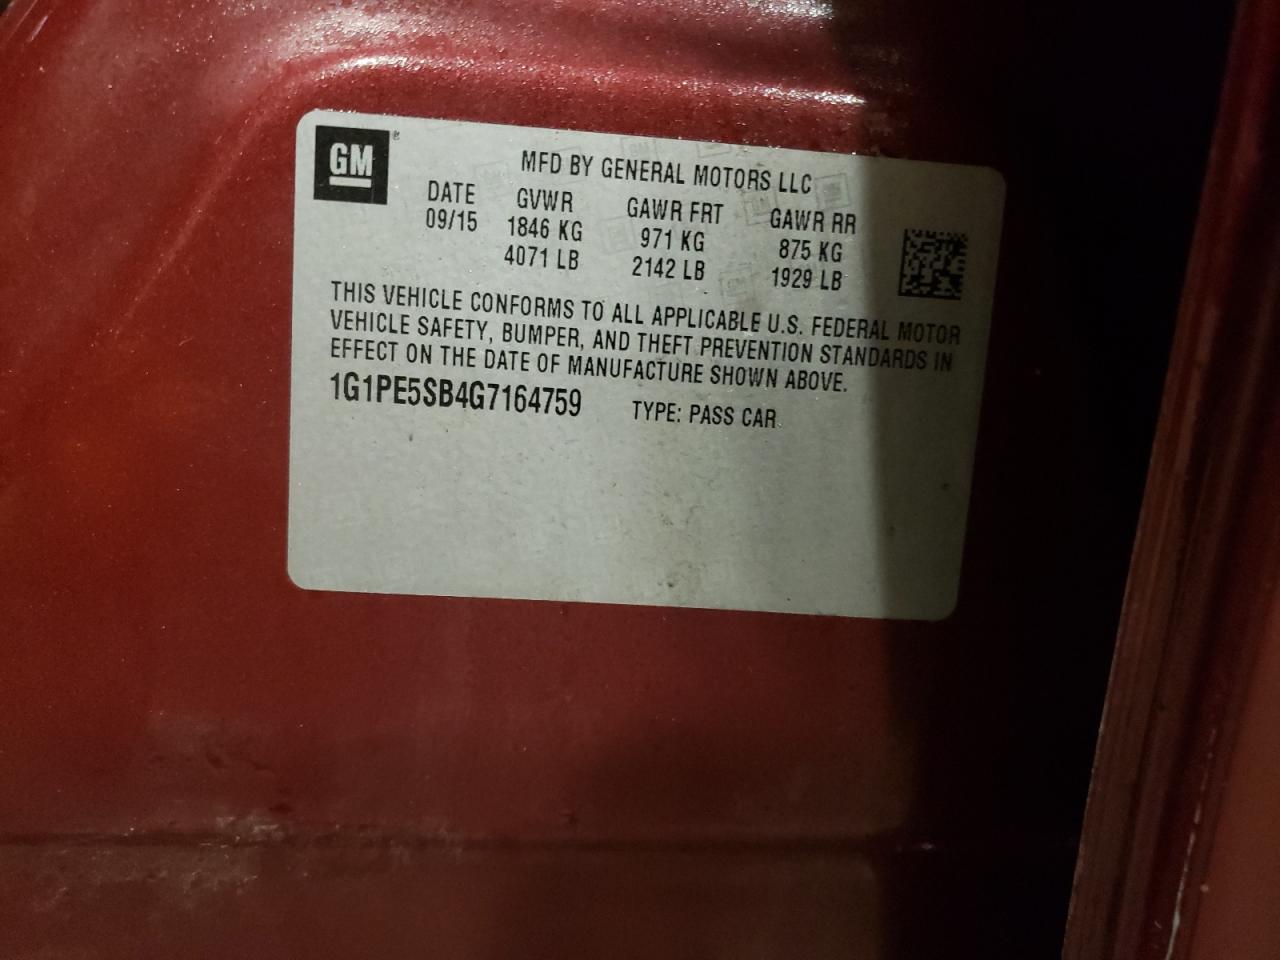 GM ®
MFD BY GENERAL MOTORS LLC
DATE GVWR GAWR FRT GAWR RR
09/15 1846 KG 971 KG 875 KG
4071 LB 2142 LB 1929 LB
THIS VEHICLE CONFORMS TO ALL APPLICABLE U.S. FEDERAL MOTOR
VEHICLE SAFETY, BUMPER, AND THEFT PREVENTION STANDARDS IN
EFFECT ON THE DATE OF MANUFACTURE SHOWN ABOVE.
1G1PE5SB4G7164759 TYPE: PASS CAR